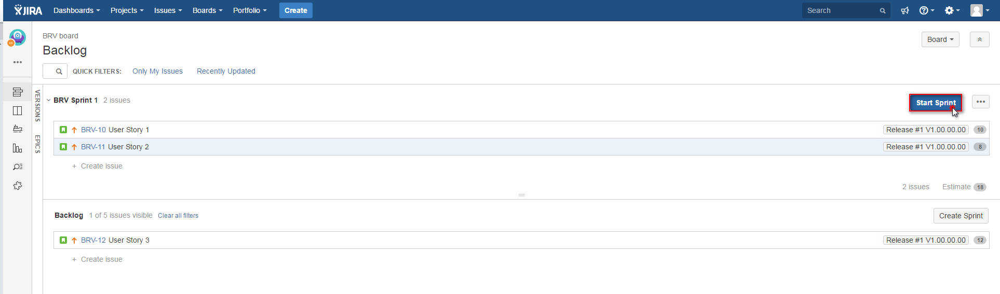 JIRA Dashboards Projects Issues Boards Portfolio Create Search
BRV board
Board
Backlog
QUICK FILTERS: Only My Issues Recently Updated
VERSIONS
EPICS
BRV Sprint 1 2 issues Start Sprint
BRV-10 User Story 1 Release #1 V1.00.00.00 10
BRV-11 User Story 2 Release #1 V1.00.00.00 8
+ Create issue
2 issues Estimate 18
Backlog 1 of 5 issues visible Clear all filters Create Sprint
BRV-12 User Story 3 Release #1 V1.00.00.00 12
+ Create issue